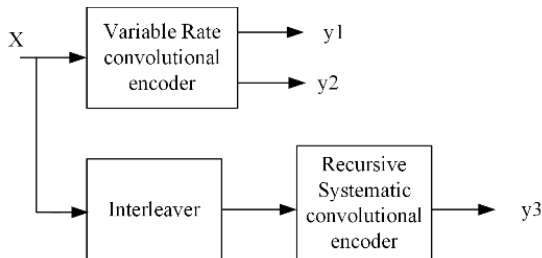 X
Variable Rate
convolutional
encoder
y1
y2
Interleaver
Recursive
Systematic
convolutional
encoder
y3